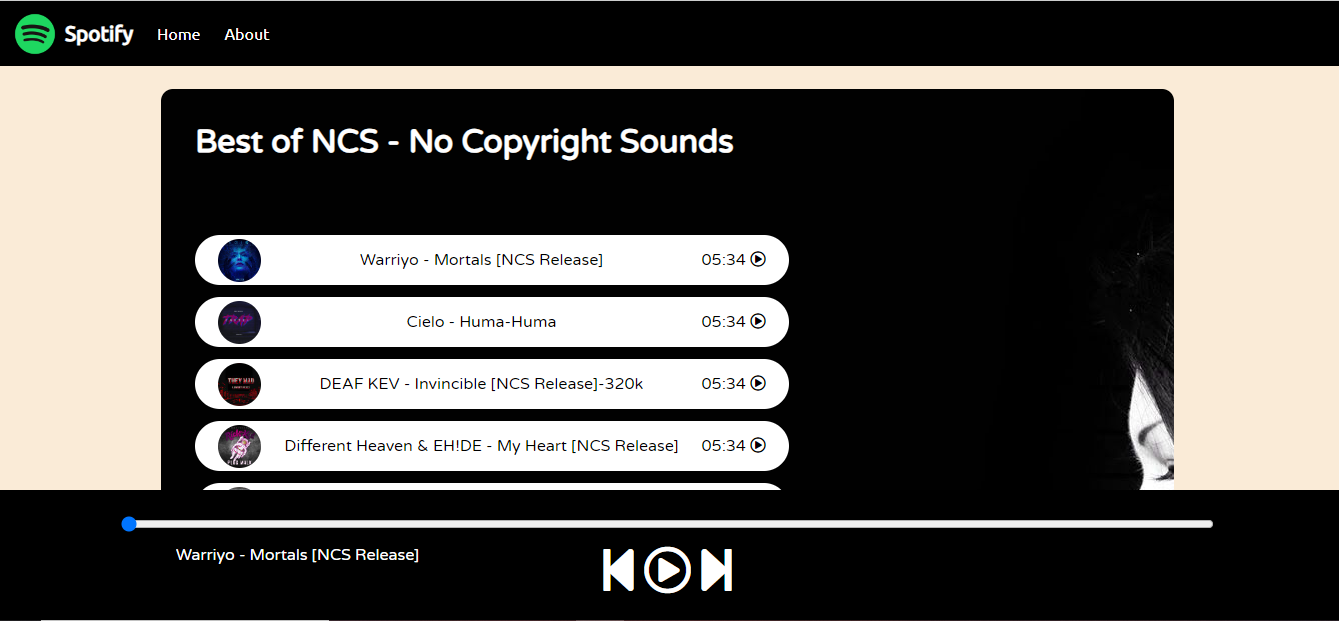 Spotify Home About
Best of NCS - No Copyright Sounds
Warriyo - Mortals [NCS Release] 05:34
Cielo - Huma-Huma 05:34
DEAF KEV - Invincible [NCS Release]-320k 05:34
Different Heaven & EH!DE - My Heart [NCS Release] 05:34
Warriyo - Mortals [NCS Release]